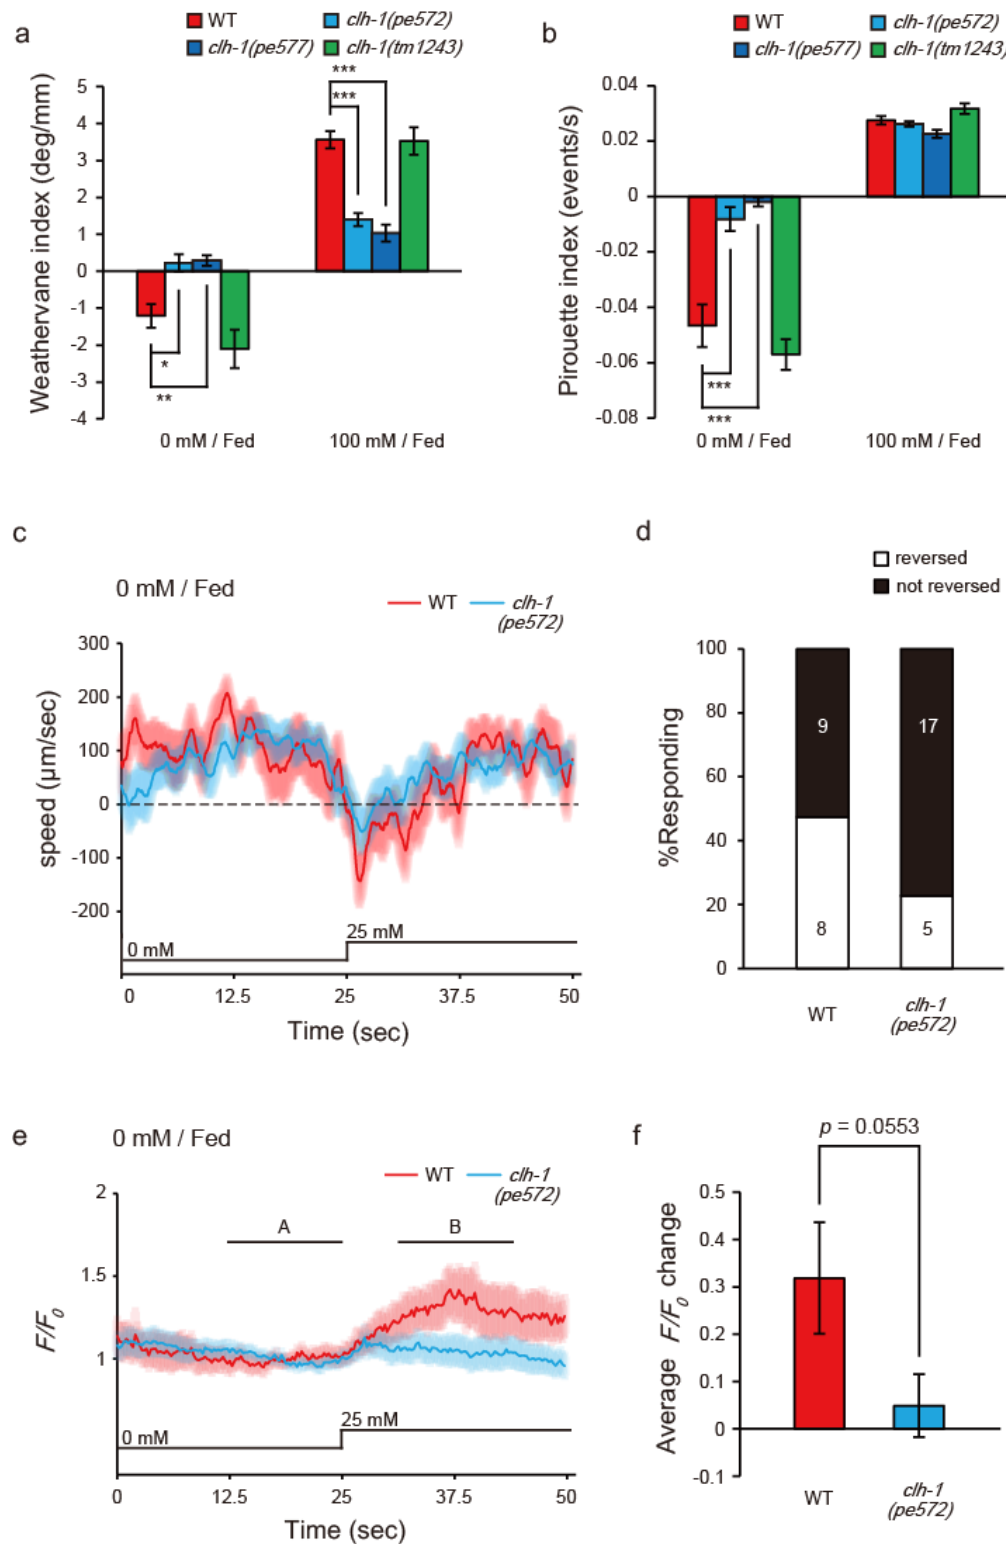 a
WT
clh-1(pe572)
clh-1(pe577)
clh-1(tm1243)
Weathervane index (deg/mm)
5
4
3
2
1
0
-1
-2
-3
-4
***
***
*
**
0 mM / Fed
100 mM / Fed
b
WT
clh-1(pe572)
clh-1(pe577)
clh-1(tm1243)
Pirouette index (events/s)
0.04
0.02
0
-0.02
-0.04
-0.06
-0.08
***
***
0 mM / Fed
100 mM / Fed
c
0 mM / Fed
WT
clh-1
(pe572)
speed (µm/sec)
300
200
100
0
-100
-200
0 mM
25 mM
0
12.5
25
37.5
50
Time (sec)
d
reversed
not reversed
%Responding
100
80
60
40
20
0
9
17
8
5
WT
clh-1
(pe572)
e
0 mM / Fed
WT
clh-1
(pe572)
F/F0
2
1.5
1
A
B
0 mM
25 mM
0
12.5
25
37.5
50
Time (sec)
f
p = 0.0553
Average F/F0 change
0.5
0.4
0.3
0.2
0.1
0
-0.1
WT
clh-1
(pe572)